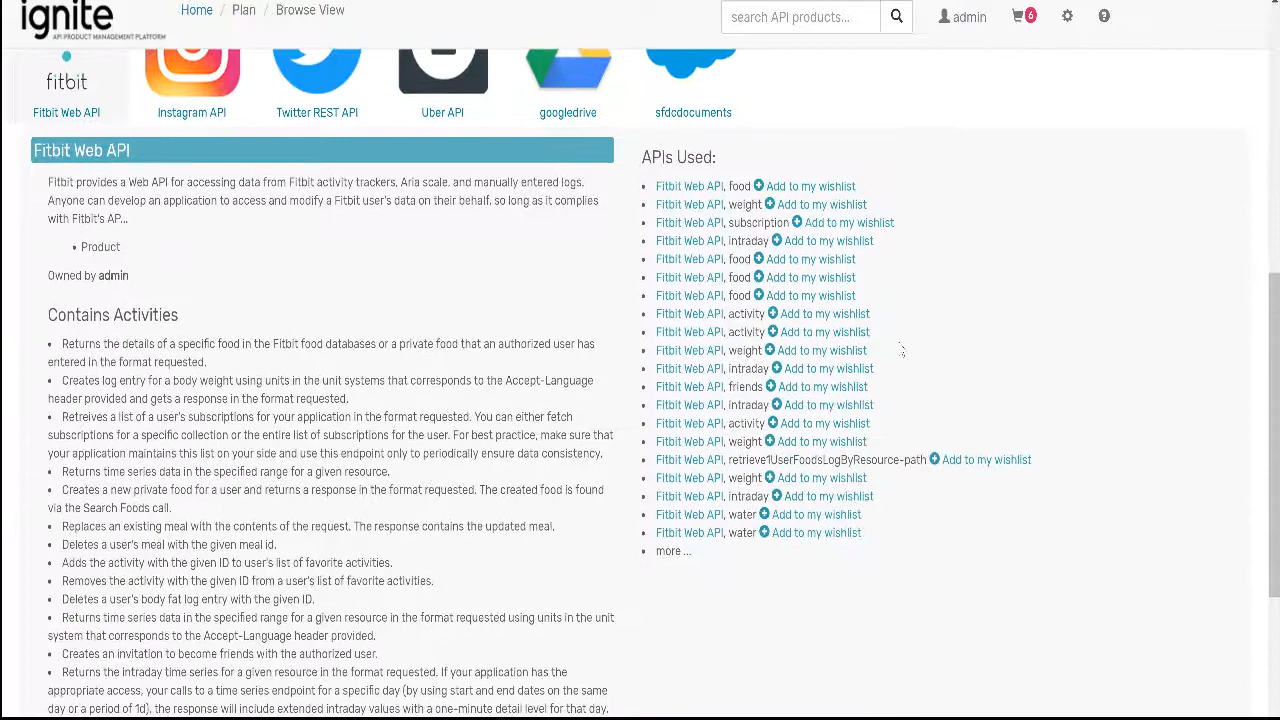 ignite
API PRODUCT MANAGEMENT PLATFORM
Home / Plan / Browse View
search API products...
admin
6
fitbit
Fitbit Web API
Instagram API
Twitter REST API
Uber API
googledrive
sfdcdocuments
Fitbit Web API
Fitbit provides a Web API for accessing data from Fitbit activity trackers, Aria scale, and manually entered logs.
Anyone can develop an application to access and modify a Fitbit user's data on their behalf, so long as it complies
with Fitbit's AP...
• Product
Owned by admin
Contains Activities
• Returns the details of a specific food in the Fitbit food databases or a private food that an authorized user has
entered in the format requested.
• Creates log entry for a body weight using units in the unit systems that corresponds to the Accept-Language
header provided and gets a response in the format requested.
• Retreives a list of a user's subscriptions for your application in the format requested. You can either fetch
subscriptions for a specific collection or the entire list of subscriptions for the user. For best practice, make sure that
your application maintains this list on your side and use this endpoint only to periodically ensure data consistency.
• Returns time series data in the specified range for a given resource.
• Creates a new private food for a user and returns a response in the format requested. The created food is found
via the Search Foods call.
• Replaces an existing meal with the contents of the request. The response contains the updated meal.
• Deletes a user's meal with the given meal id.
• Adds the activity with the given ID to user's list of favorite activities.
• Removes the activity with the given ID from a user's list of favorite activities.
• Deletes a user's body fat log entry with the given ID.
• Returns time series data in the specified range for a given resource in the format requested using units in the unit
system that corresponds to the Accept-Language header provided.
• Creates an invitation to become friends with the authorized user.
• Returns the intraday time series for a given resource in the format requested. If your application has the
appropriate access, your calls to a time series endpoint for a specific day (by using start and end dates on the same
day or a period of 1d), the response will include extended intraday values with a one-minute detail level for that day.
APIs Used:
• Fitbit Web API, food Add to my wishlist
• Fitbit Web API, weight Add to my wishlist
• Fitbit Web API, subscription Add to my wishlist
• Fitbit Web API, intraday Add to my wishlist
• Fitbit Web API, food Add to my wishlist
• Fitbit Web API, food Add to my wishlist
• Fitbit Web API, food Add to my wishlist
• Fitbit Web API, activity Add to my wishlist
• Fitbit Web API, activity Add to my wishlist
• Fitbit Web API, weight Add to my wishlist
• Fitbit Web API, intraday Add to my wishlist
• Fitbit Web API, friends Add to my wishlist
• Fitbit Web API, intraday Add to my wishlist
• Fitbit Web API, activity Add to my wishlist
• Fitbit Web API, weight Add to my wishlist
• Fitbit Web API, retrieve1UserFoodsLogByResource-path Add to my wishlist
• Fitbit Web API, weight Add to my wishlist
• Fitbit Web API, intraday Add to my wishlist
• Fitbit Web API, water Add to my wishlist
• Fitbit Web API, water Add to my wishlist
• more ...